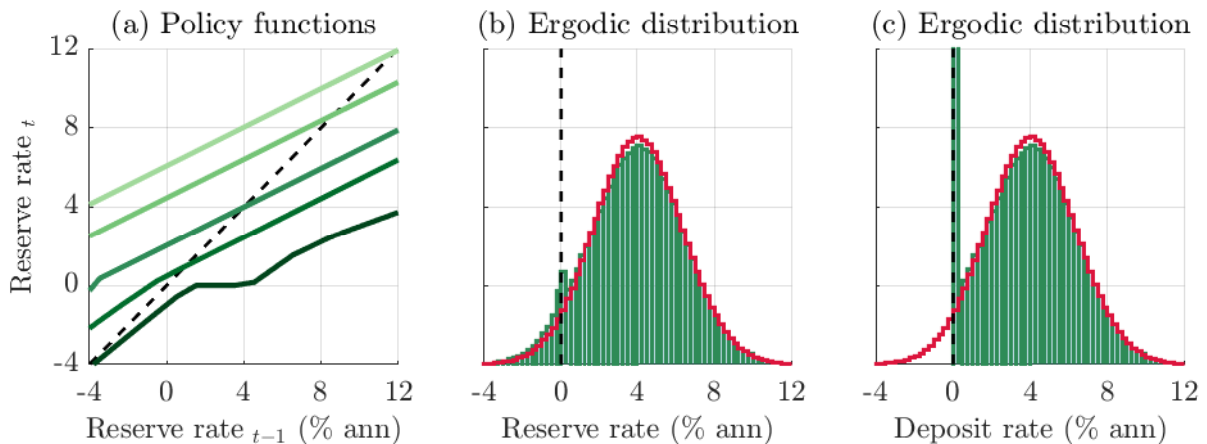 (a) Policy functions
Reserve rate t
12
8
4
0
-4
-4 0 4 8 12
Reserve rate t−1 (% ann)
(b) Ergodic distribution
-4 0 4 8 12
Reserve rate (% ann)
(c) Ergodic distribution
-4 0 4 8 12
Deposit rate (% ann)